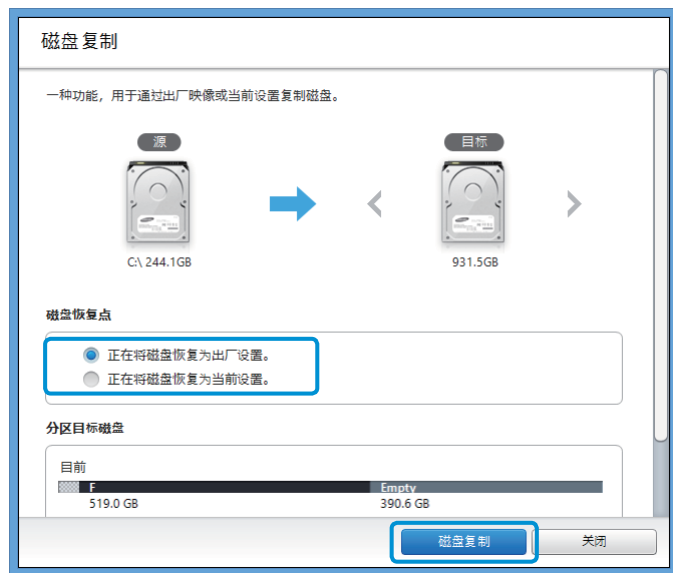 磁盘复制
一种功能，用于通过出厂映像或当前设置复制磁盘。
源
目标
C:\ 244.1GB
931.5GB
磁盘恢复点
正在将磁盘恢复为出厂设置。
正在将磁盘恢复为当前设置。
分区目标磁盘
目前
F
Empty
519.0 GB
390.6 GB
磁盘复制
关闭